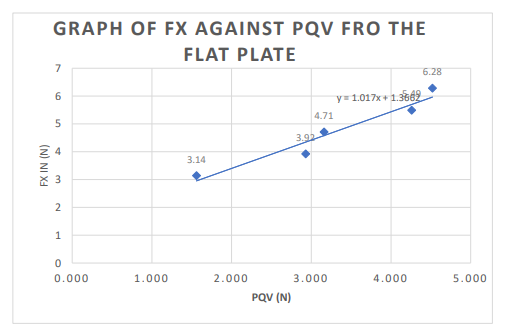 GRAPH OF FX AGAINST PQV FRO THE
FLAT PLATE
7
6.28
6
5.49
y = 1.017x + 1.3662
5
4.71
4
3.92
3.14
3
2
1
0
FX IN (N)
0.000 1.000 2.000 3.000 4.000 5.000
PQV (N)